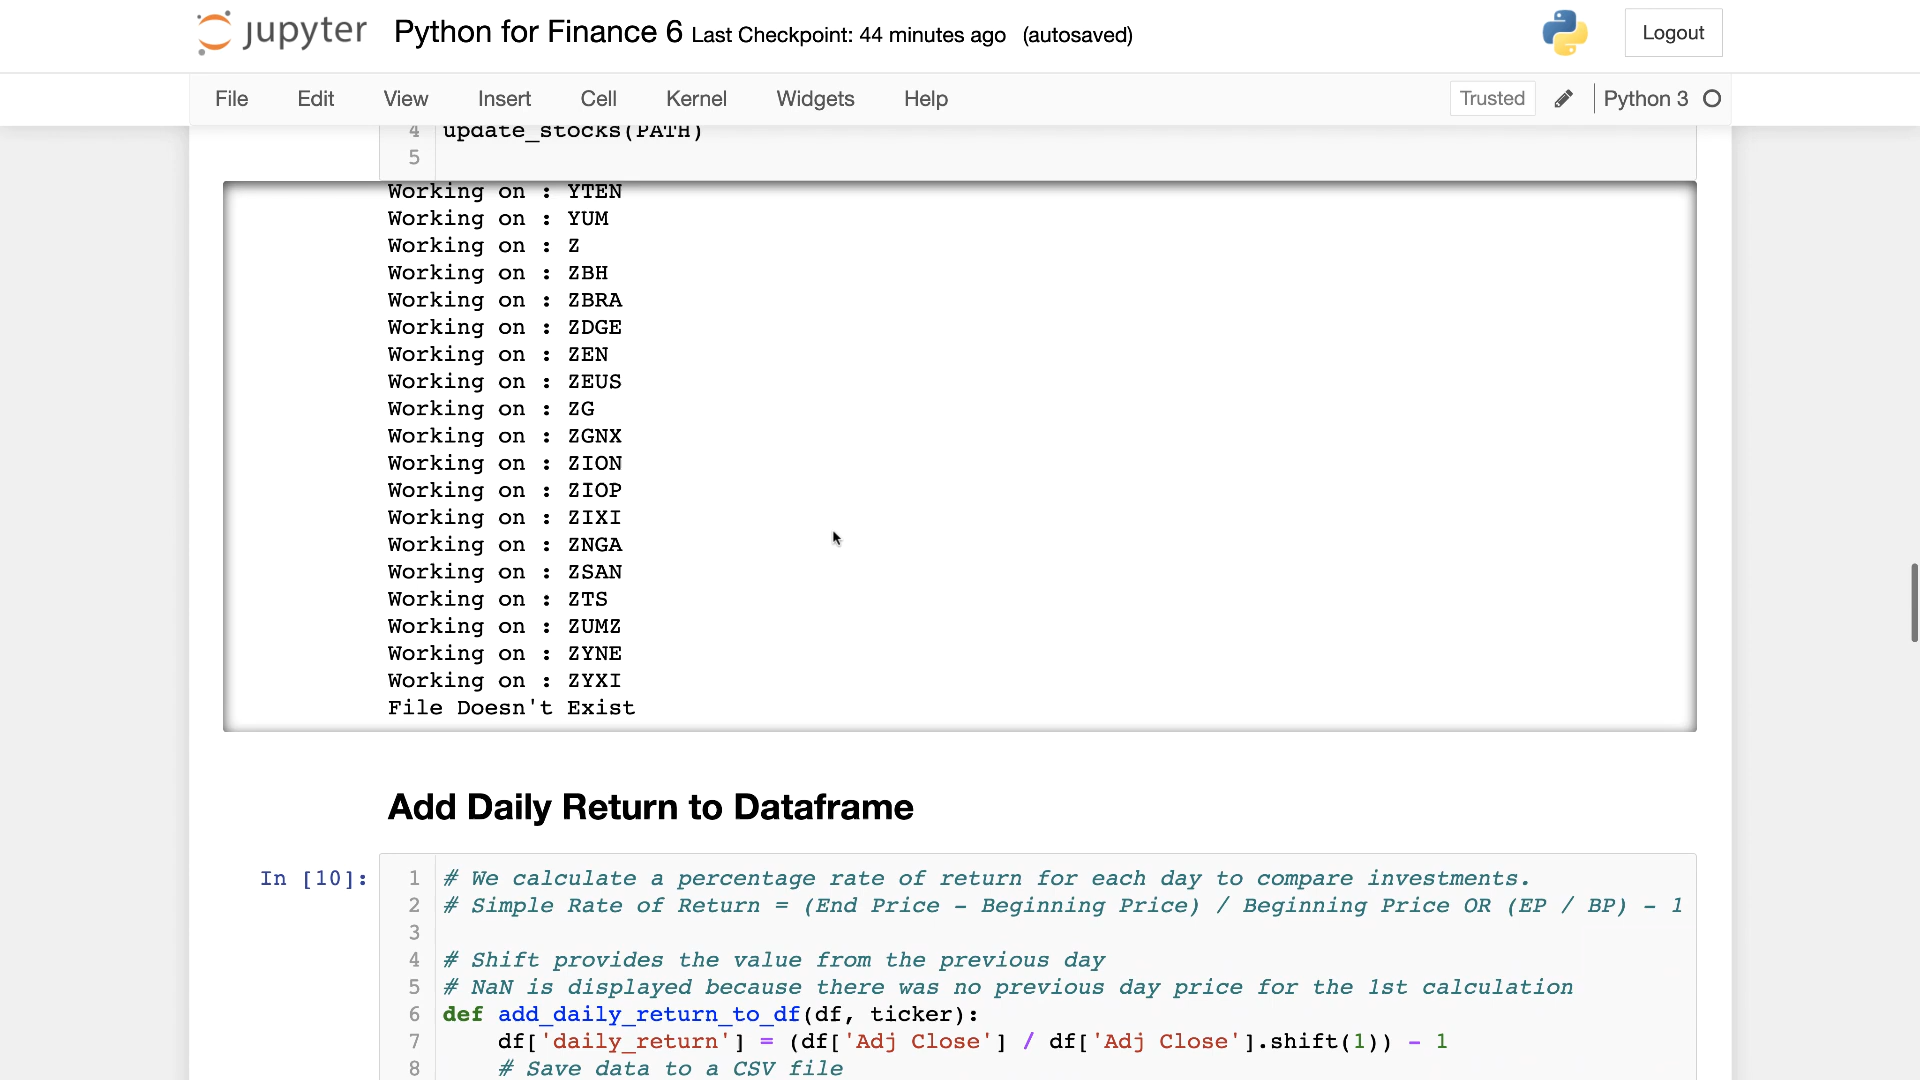 jupyter Python for Finance 6 Last Checkpoint: 44 minutes ago (autosaved) Logout
File Edit View Insert Cell Kernel Widgets Help Trusted Python 3
4 update_stocks(PATH)
5
Working on : YTEN
Working on : YUM
Working on : Z
Working on : ZBH
Working on : ZBRA
Working on : ZDGE
Working on : ZEN
Working on : ZEUS
Working on : ZG
Working on : ZGNX
Working on : ZION
Working on : ZIOP
Working on : ZIXI
Working on : ZNGA
Working on : ZSAN
Working on : ZTS
Working on : ZUMZ
Working on : ZYNE
Working on : ZYXI
File Doesn't Exist
Add Daily Return to Dataframe
In [10]: 1 # We calculate a percentage rate of return for each day to compare investments.
2 # Simple Rate of Return = (End Price - Beginning Price) / Beginning Price OR (EP / BP) - 1
3
4 # Shift provides the value from the previous day
5 # NaN is displayed because there was no previous day price for the 1st calculation
6 def add_daily_return_to_df(df, ticker):
7 df['daily_return'] = (df['Adj Close'] / df['Adj Close'].shift(1)) - 1
8 # Save data to a CSV file